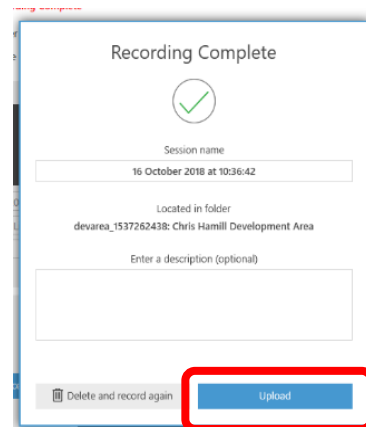 Recording Complete
Session name
16 October 2018 at 10:36:42
Located in folder
devarea_1537262438: Chris Hamill Development Area
Enter a description (optional)
Delete and record again
Upload